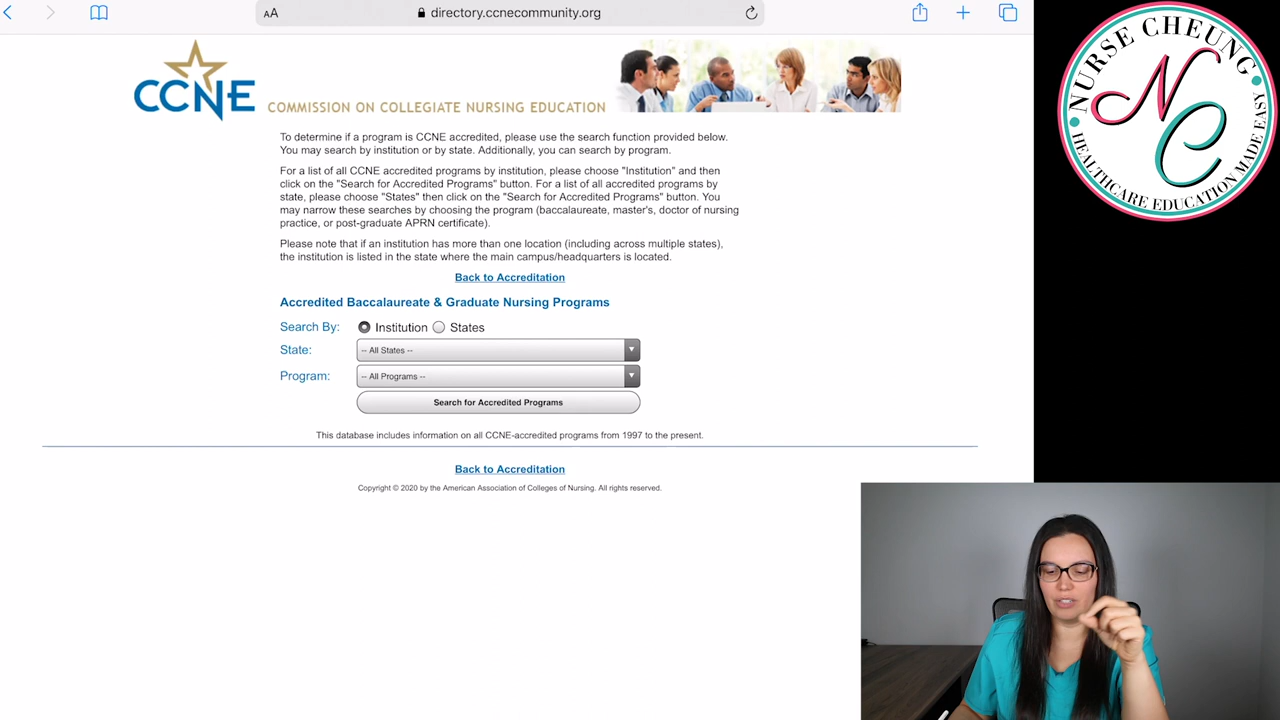 AA
directory.ccnecommunity.org
CCNE
COMMISSION ON COLLEGIATE NURSING EDUCATION
To determine if a program is CCNE accredited, please use the search function provided below.
You may search by institution or by state. Additionally, you can search by program.
For a list of all CCNE accredited programs by institution, please choose "Institution" and then
click on the "Search for Accredited Programs" button. For a list of all accredited programs by
state, please choose "States" then click on the "Search for Accredited Programs" button. You
may narrow these searches by choosing the program (baccalaureate, master's, doctor of nursing
practice, or post-graduate APRN certificate).
Please note that if an institution has more than one location (including across multiple states),
the institution is listed in the state where the main campus/headquarters is located.
Back to Accreditation
Accredited Baccalaureate & Graduate Nursing Programs
Search By: Institution States
State: -- All States --
Program: -- All Programs --
Search for Accredited Programs
This database includes information on all CCNE-accredited programs from 1997 to the present.
Back to Accreditation
Copyright © 2020 by the American Association of Colleges of Nursing. All rights reserved.
NURSE CHEUNG
NC
HEALTHCARE EDUCATION MADE EASY